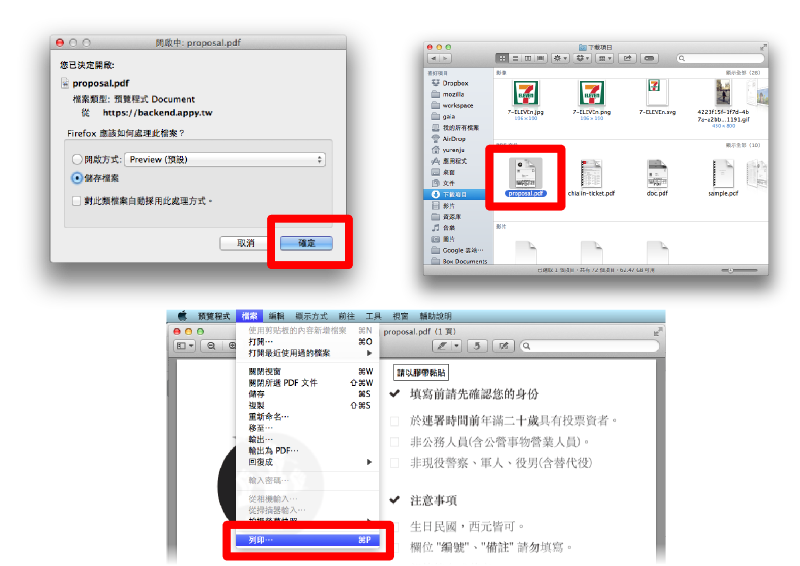 開啟中: proposal.pdf
您已決定開啟:
proposal.pdf
檔案類型: 預覽程式 Document
從 https://backend.appy.tw
Firefox 應該如何處理此檔案？
開啟方式: Preview (預設)
儲存檔案
對此類檔案自動採用此處理方式。
取消 確定
下載項目
喜好項目
Dropbox
mozilla
workspace
gaia
我的所有檔案
AirDrop
yurenju
應用程式
桌面
文件
下載項目
影片
資源庫
音樂
圖片
Google 雲端…
Box Documents
影像 顯示全部 (26)
7-ELEVEn.jpg 7-ELEVEn.png 7-ELEVEn.svg
顯示全部 (10)
proposal.pdf chia in-ticket.pdf doc.pdf sample.pdf
影片
預覽程式 檔案 編輯 顯示方式 前往 工具 視窗 輔助說明
proposal.pdf (1 頁)
使用剪貼板的內容新增檔案 ⌘N
打開… ⌘O
打開最近使用過的檔案
關閉視窗 ⌘W
關閉所選 PDF 文件 ⇧⌘W
儲存 ⌘S
複製 ⇧⌘S
重新命名…
移至…
輸出…
輸出為 PDF…
回復成
輸入密碼…
從相機輸入…
從掃描器輸入…
列印… ⌘P
請以膠帶黏貼
✔ 填寫前請先確認您的身份
於連署時間前年滿二十歲具有投票資者。
非公務人員(含公營事物營業人員)。
非現役警察、軍人、役男(含替代役)
✔ 注意事項
生日民國，西元皆可。
欄位 "編號"、"備註" 請勿填寫。